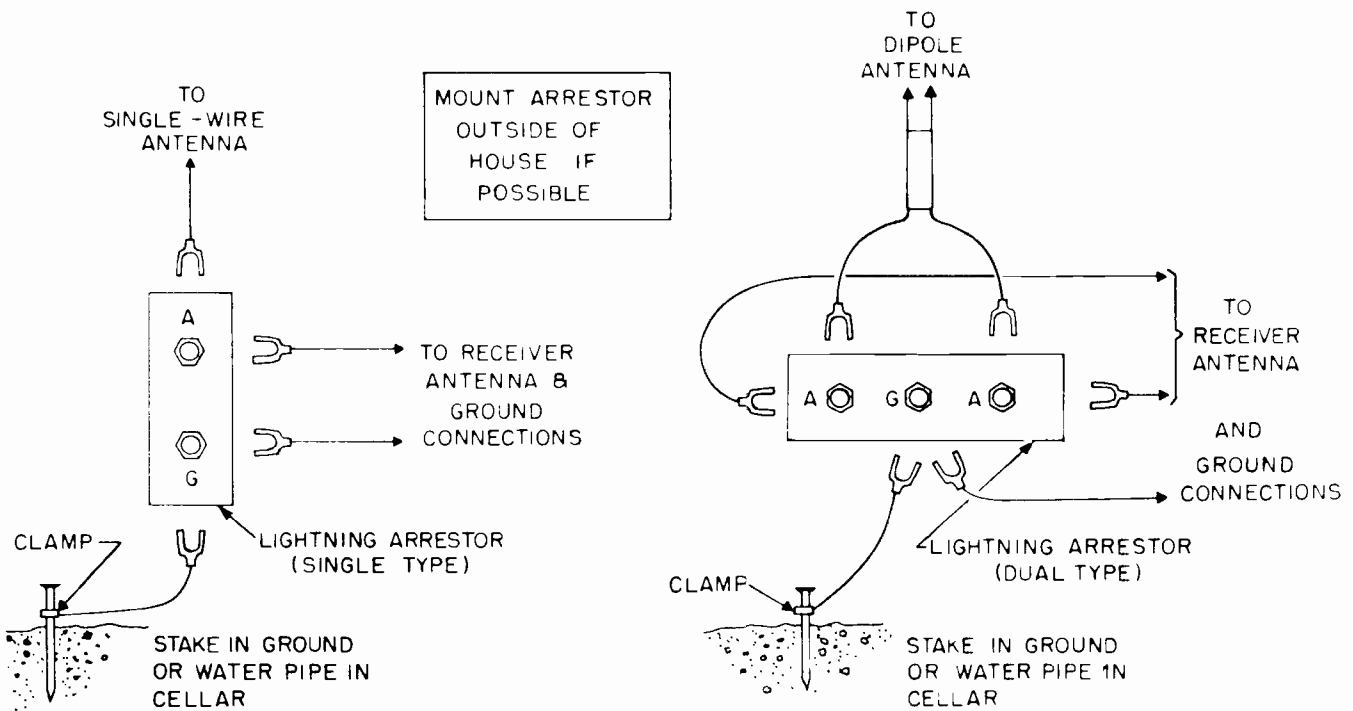 TO
SINGLE-WIRE
ANTENNA
MOUNT ARRESTOR
OUTSIDE OF
HOUSE IF
POSSIBLE
A
G
TO RECEIVER
ANTENNA &
GROUND
CONNECTIONS
LIGHTNING ARRESTOR
(SINGLE TYPE)
CLAMP
STAKE IN GROUND
OR WATER PIPE IN
CELLAR
TO
DIPOLE
ANTENNA
A G A
TO
RECEIVER
ANTENNA
AND
GROUND
CONNECTIONS
LIGHTNING ARRESTOR
(DUAL TYPE)
CLAMP
STAKE IN GROUND
OR WATER PIPE IN
CELLAR